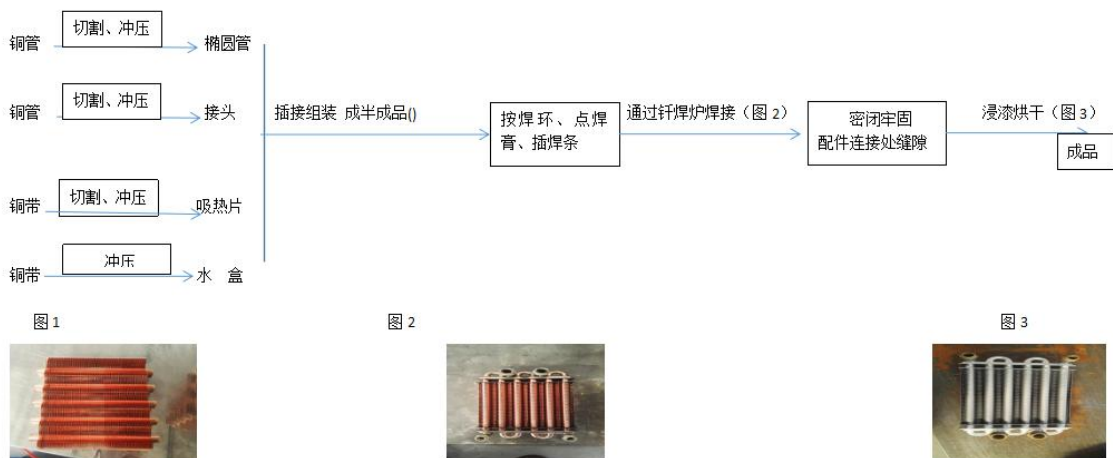 铜管
切割、冲压
椭圆管
铜管
切割、冲压
接头
插接组装 成半成品()
按焊环、点焊
膏、插焊条
通过钎焊炉焊接（图 2）
密闭牢固
配件连接处缝隙
浸漆烘干（图 3）
成品
铜带
切割、冲压
吸热片
铜带
冲压
水 盒
图 1
图 2
图 3